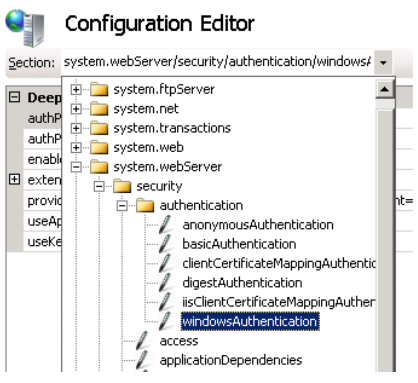 Configuration Editor
Section: system.webServer/security/authentication/windowsA
Deep
authP
authP
enabl
exten
provid
useAp
useKe
nt=
system.ftpServer
system.net
system.transactions
system.web
system.webServer
security
authentication
anonymousAuthentication
basicAuthentication
clientCertificateMappingAuthentic
digestAuthentication
iisClientCertificateMappingAuthen
windowsAuthentication
access
applicationDependencies